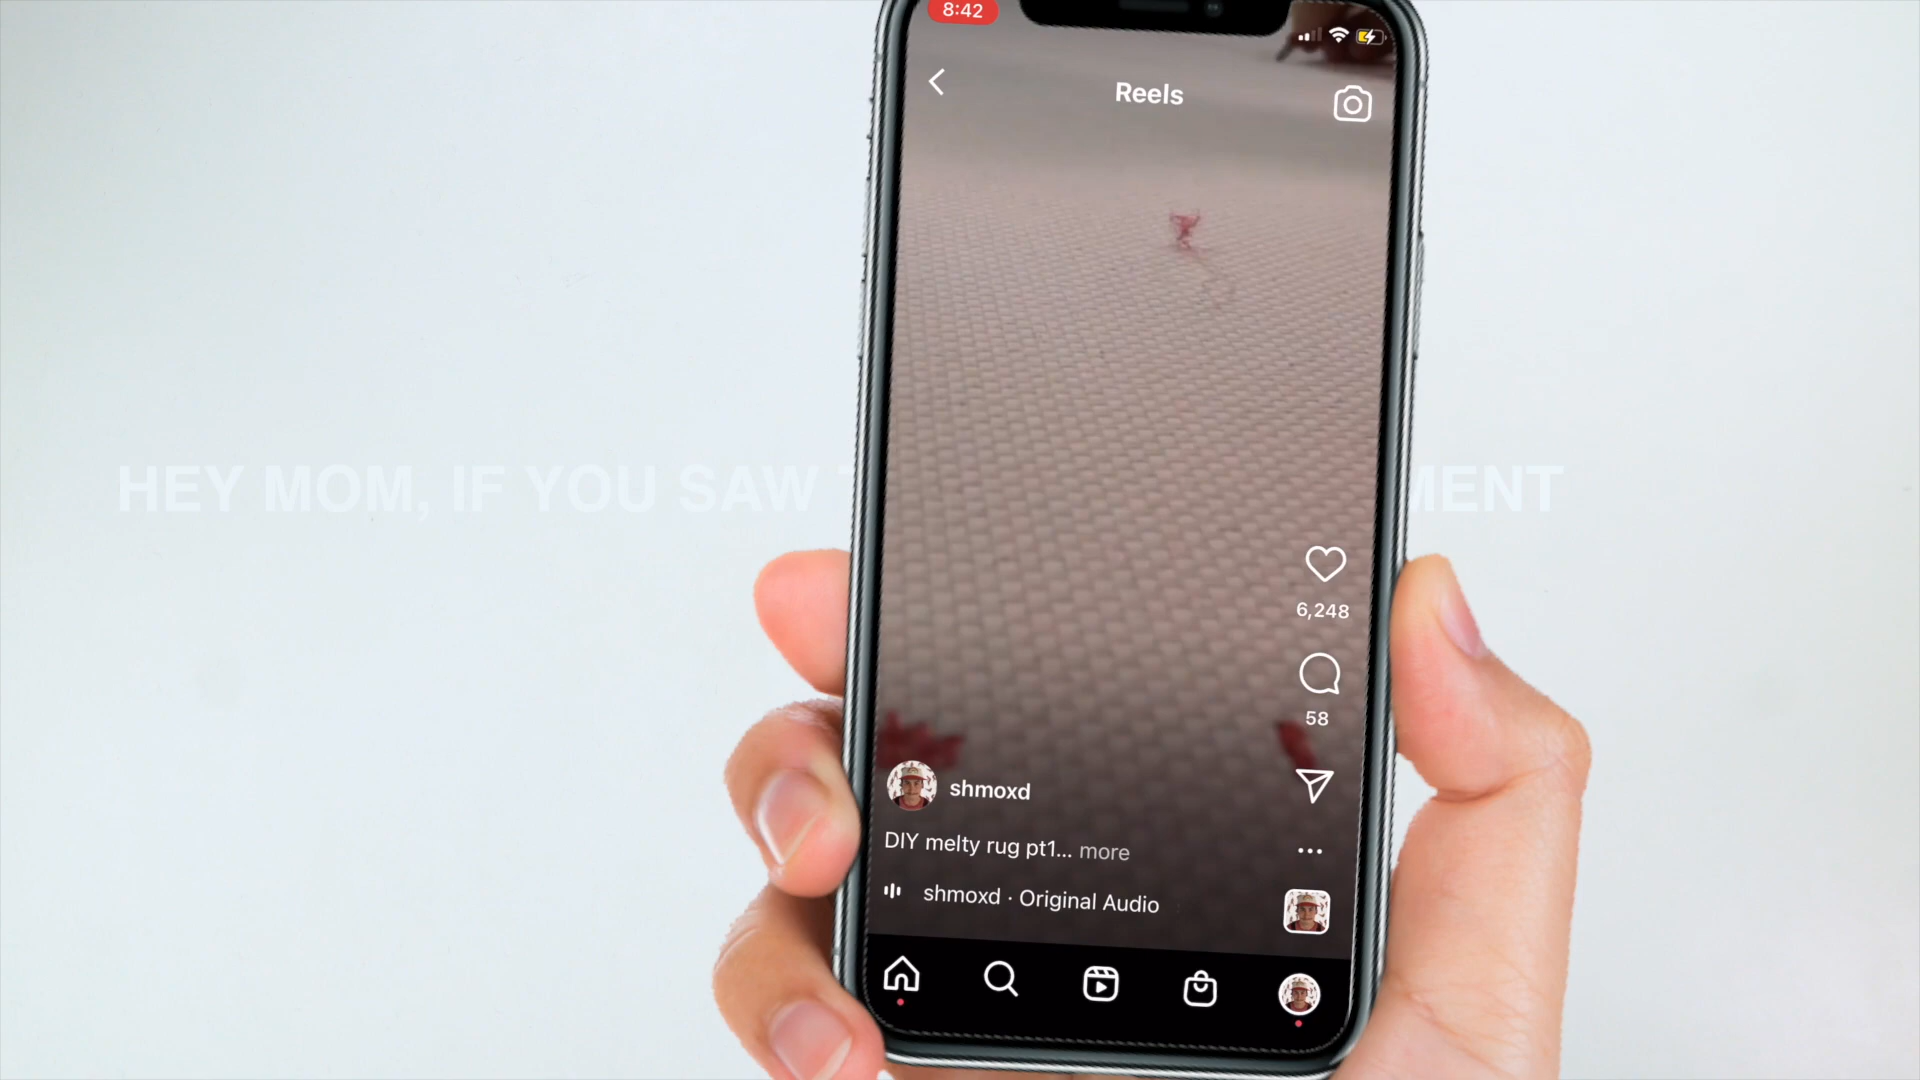 8:42
Reels
HEY MOM, IF YOU SAW MENT
6,248
58
shmoxd
DIY melty rug pt1... more
shmoxd · Original Audio